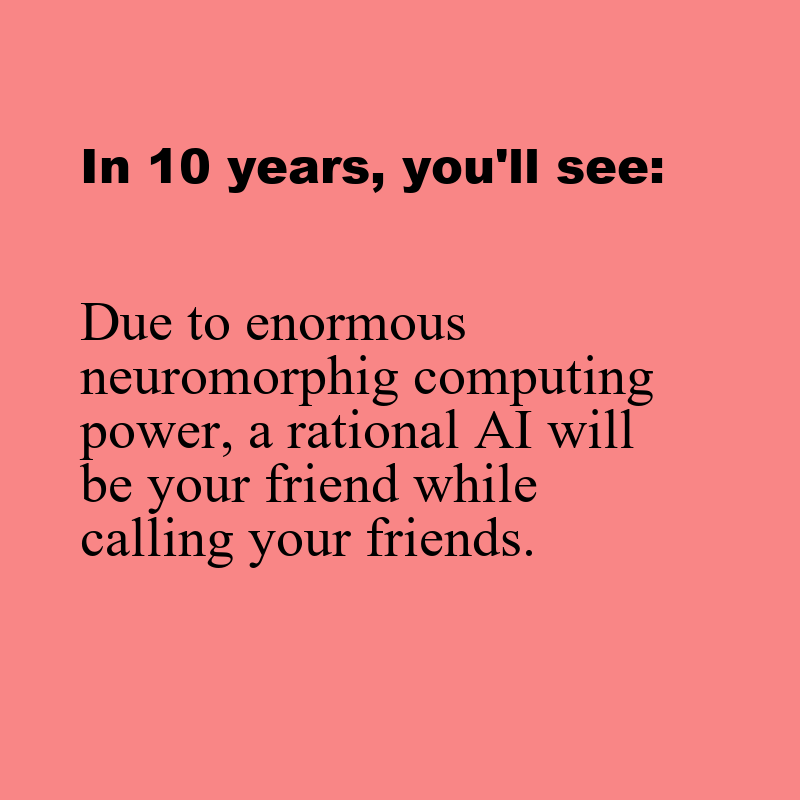 In 10 years, you'll see:
Due to enormous
neuromorphig computing
power, a rational AI will
be your friend while
calling your friends.